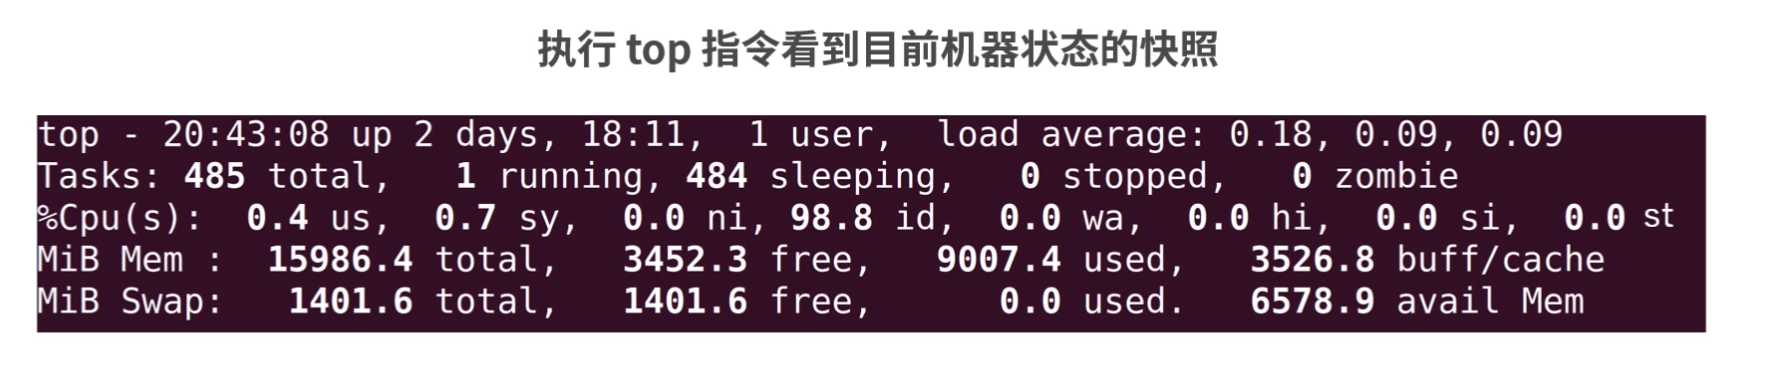 执行 top 指令看到目前机器状态的快照
top - 20:43:08 up 2 days, 18:11,  1 user,  load average: 0.18, 0.09, 0.09
Tasks: 485 total,   1 running, 484 sleeping,   0 stopped,   0 zombie
%Cpu(s):  0.4 us,  0.7 sy,  0.0 ni, 98.8 id,  0.0 wa,  0.0 hi,  0.0 si,  0.0 st
MiB Mem :  15986.4 total,   3452.3 free,   9007.4 used,   3526.8 buff/cache
MiB Swap:   1401.6 total,   1401.6 free,      0.0 used.   6578.9 avail Mem